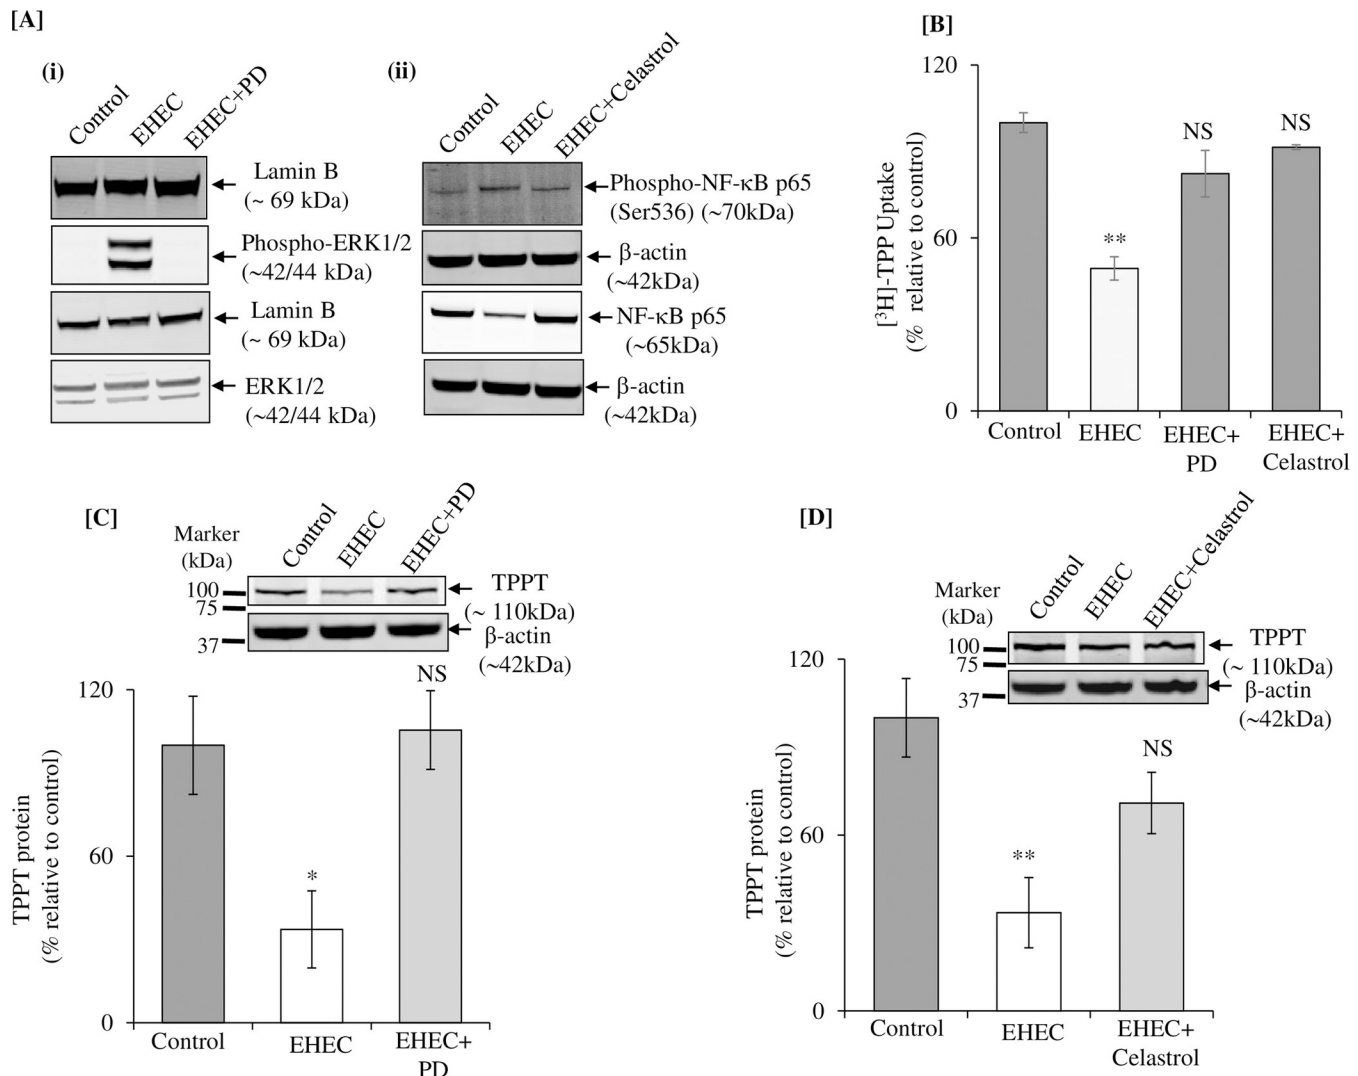 [A]
(i)
Control
EHEC
EHEC+PD
Lamin B
(~ 69 kDa)
Phospho-ERK1/2
(~42/44 kDa)
Lamin B
(~ 69 kDa)
ERK1/2
(~42/44 kDa)
(ii)
Control
EHEC
EHEC+Celastrol
Phospho-NF-κB p65
(Ser536) (~70kDa)
β-actin
(~42kDa)
NF-κB p65
(~65kDa)
β-actin
(~42kDa)
[B]
[³H]-TPP Uptake
(% relative to control)
120
60
0
**
NS
NS
Control
EHEC
EHEC+
PD
EHEC+
Celastrol
[C]
Marker
(kDa)
100
75
37
Control
EHEC
EHEC+PD
TPPT
(~ 110kDa)
β-actin
(~42kDa)
TPPT protein
(% relative to control)
120
60
0
*
NS
Control
EHEC
EHEC+
PD
[D]
Marker
(kDa)
100
75
37
Control
EHEC
EHEC+Celastrol
TPPT
(~ 110kDa)
β-actin
(~42kDa)
TPPT protein
(% relative to control)
120
60
0
**
NS
Control
EHEC
EHEC+
Celastrol